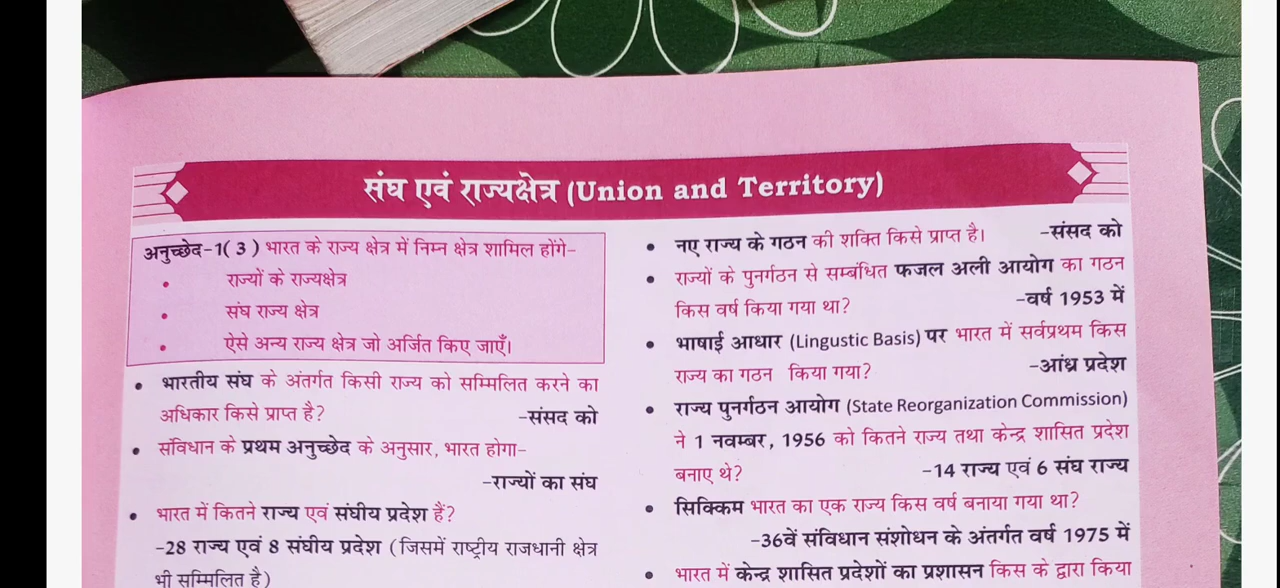 संघ एवं राज्यक्षेत्र (Union and Territory)
अनुच्छेद-1( 3 ) भारत के राज्य क्षेत्र में निम्न क्षेत्र शामिल होंगे-
• राज्यों के राज्यक्षेत्र
• संघ राज्य क्षेत्र
• ऐसे अन्य राज्य क्षेत्र जो अर्जित किए जाएँ।
• भारतीय संघ के अंतर्गत किसी राज्य को सम्मिलित करने का
अधिकार किसे प्राप्त है? -संसद को
• संविधान के प्रथम अनुच्छेद के अनुसार, भारत होगा-
-राज्यों का संघ
• भारत में कितने राज्य एवं संघीय प्रदेश हैं?
-28 राज्य एवं 8 संघीय प्रदेश (जिसमें राष्ट्रीय राजधानी क्षेत्र
भी सम्मिलित है)
• नए राज्य के गठन की शक्ति किसे प्राप्त है। -संसद को
• राज्यों के पुनर्गठन से सम्बंधित फजल अली आयोग का गठन
किस वर्ष किया गया था? -वर्ष 1953 में
• भाषाई आधार (Lingustic Basis) पर भारत में सर्वप्रथम किस
राज्य का गठन किया गया? -आंध्र प्रदेश
• राज्य पुनर्गठन आयोग (State Reorganization Commission)
ने 1 नवम्बर, 1956 को कितने राज्य तथा केन्द्र शासित प्रदेश
बनाए थे? -14 राज्य एवं 6 संघ राज्य
• सिक्किम भारत का एक राज्य किस वर्ष बनाया गया था?
-36वें संविधान संशोधन के अंतर्गत वर्ष 1975 में
• भारत में केन्द्र शासित प्रदेशों का प्रशासन किस के द्वारा किया